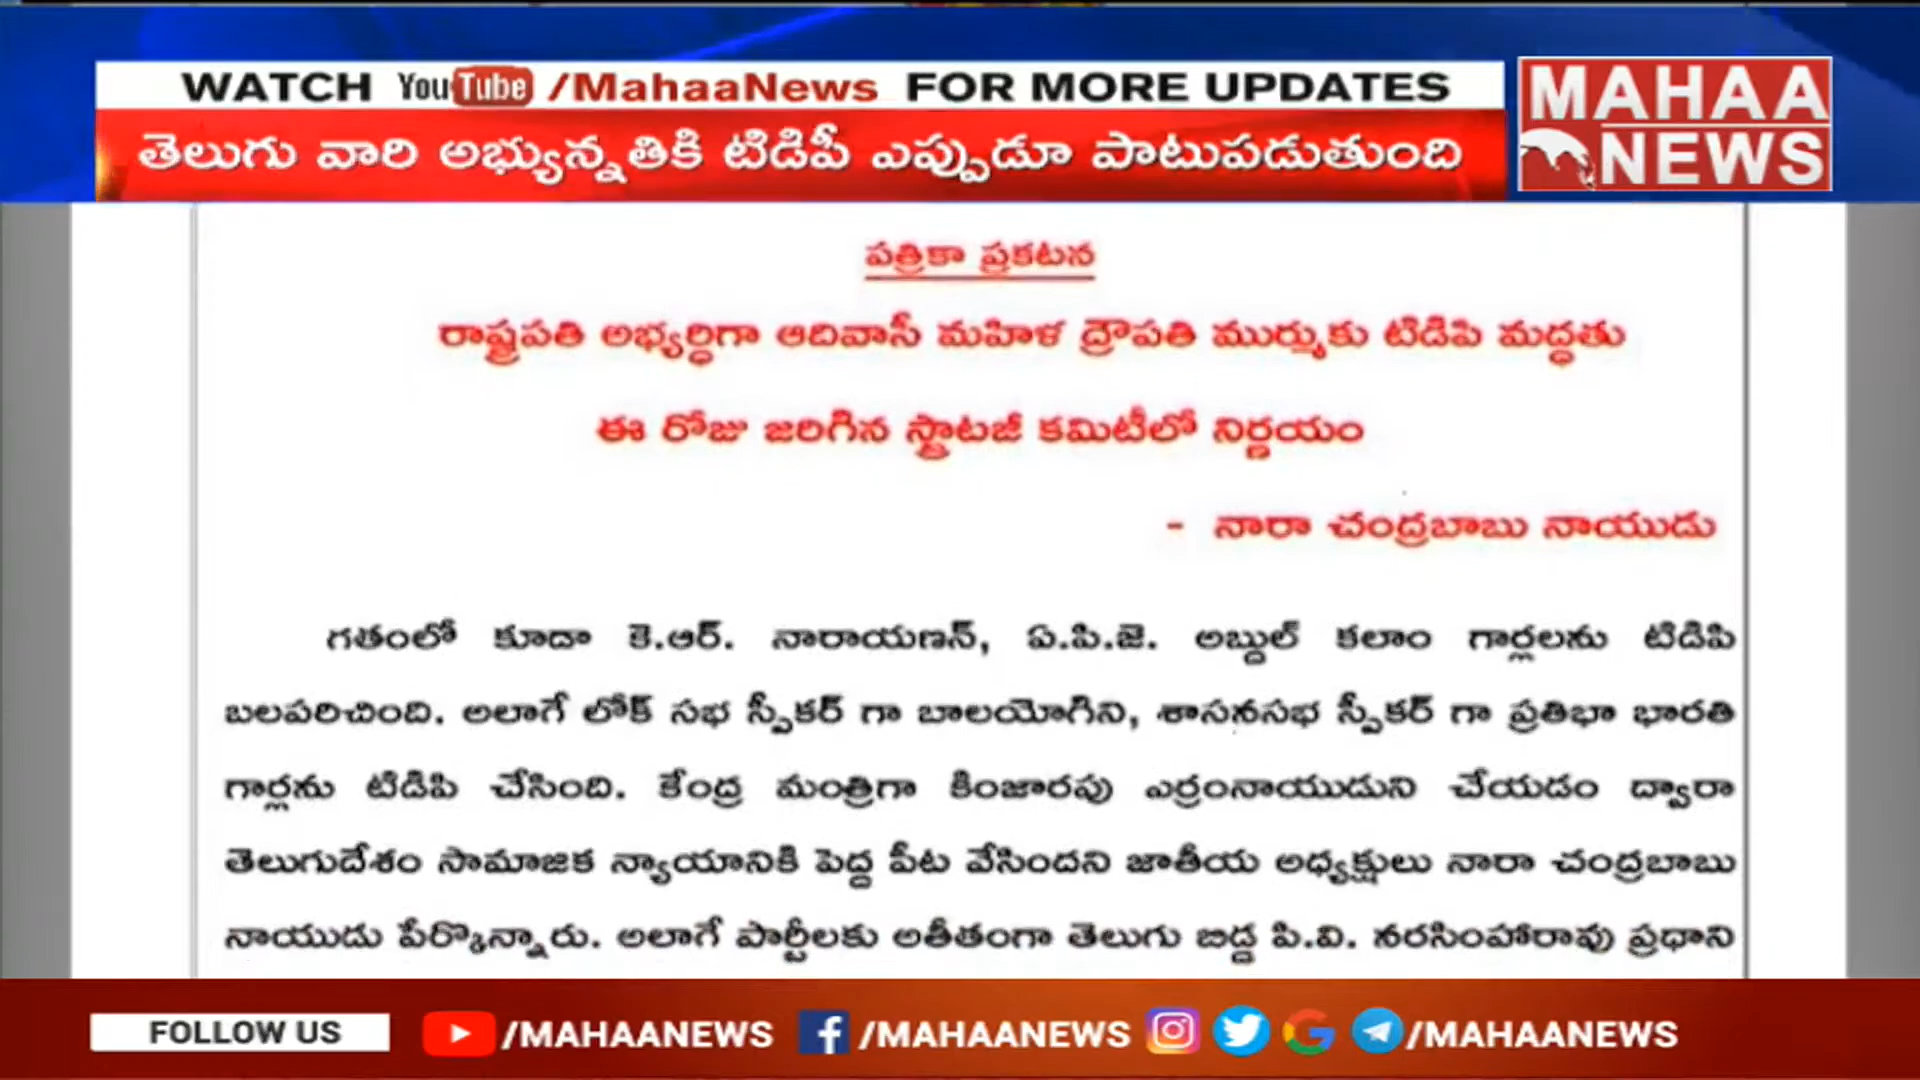 WATCH YouTube /MahaaNews FOR MORE UPDATES
MAHAA
NEWS
తెలుగు వారి అభ్యున్నతికి టిడిపీ ఎప్పుడూ పాటుపడుతుంది
పత్రికా ప్రకటన
రాష్ట్రపతి అభ్యర్ధిగా ఆదివాసీ మహిళ ద్రౌపతి ముర్ముకు టిడిపి మద్దతు
ఈ రోజు జరిగిన స్ట్రాటజీ కమిటీలో నిర్ణయం
- నారా చంద్రబాబు నాయుడు
గతంలో కూడా కె.ఆర్. నారాయణన్, ఏ.పి.జె. అబ్దుల్ కలాం గార్లలను టిడిపి
బలపరిచింది. అలాగే లోక్ సభ స్పీకర్ గా బాలయోగిని, శాసనసభ స్పీకర్ గా ప్రతిభా భారతి
గార్లను టిడిపి చేసింది. కేంద్ర మంత్రిగా కింజారపు ఎర్రంనాయుడుని చేయడం ద్వారా
తెలుగుదేశం సామాజిక న్యాయానికి పెద్ద పీట వేసిందని జాతీయ అధ్యక్షులు నారా చంద్రబాబు
నాయుడు పేర్కొన్నారు. అలాగే పార్టీలకు అతీతంగా తెలుగు బిడ్డ పి.వి. నరసింహారావు ప్రధాని
FOLLOW US /MAHAANEWS /MAHAANEWS /MAHAANEWS